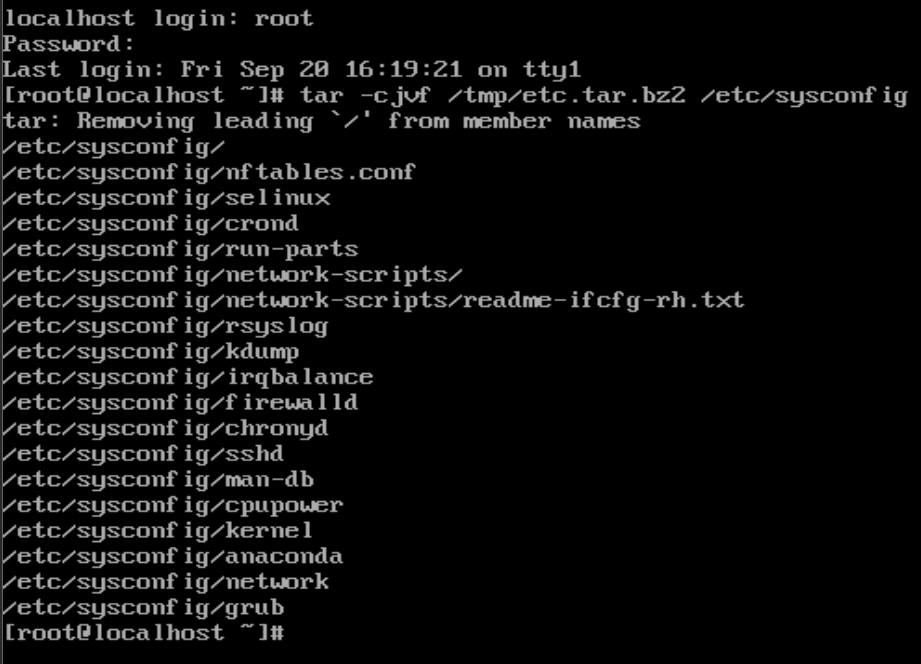 localhost login: root
Password:
Last login: Fri Sep 20 16:19:21 on tty1
[root@localhost ~]# tar -cjvf /tmp/etc.tar.bz2 /etc/sysconfig
tar: Removing leading `/' from member names
/etc/sysconfig/
/etc/sysconfig/nftables.conf
/etc/sysconfig/selinux
/etc/sysconfig/crond
/etc/sysconfig/run-parts
/etc/sysconfig/network-scripts/
/etc/sysconfig/network-scripts/readme-ifcfg-rh.txt
/etc/sysconfig/rsyslog
/etc/sysconfig/kdump
/etc/sysconfig/irqbalance
/etc/sysconfig/firewalld
/etc/sysconfig/chronyd
/etc/sysconfig/sshd
/etc/sysconfig/man-db
/etc/sysconfig/cpupower
/etc/sysconfig/kernel
/etc/sysconfig/anaconda
/etc/sysconfig/network
/etc/sysconfig/grub
[root@localhost ~]#